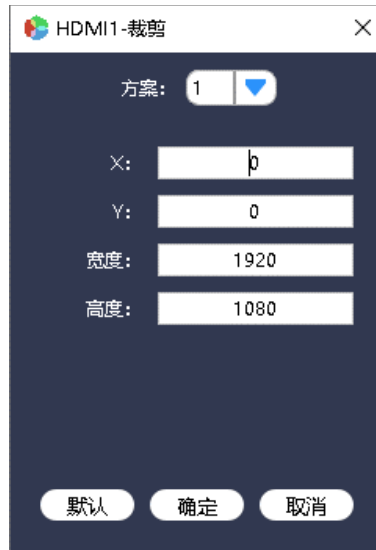 HDMI1-裁剪
方案： 1
X： 0
Y： 0
宽度： 1920
高度： 1080
默认 确定 取消